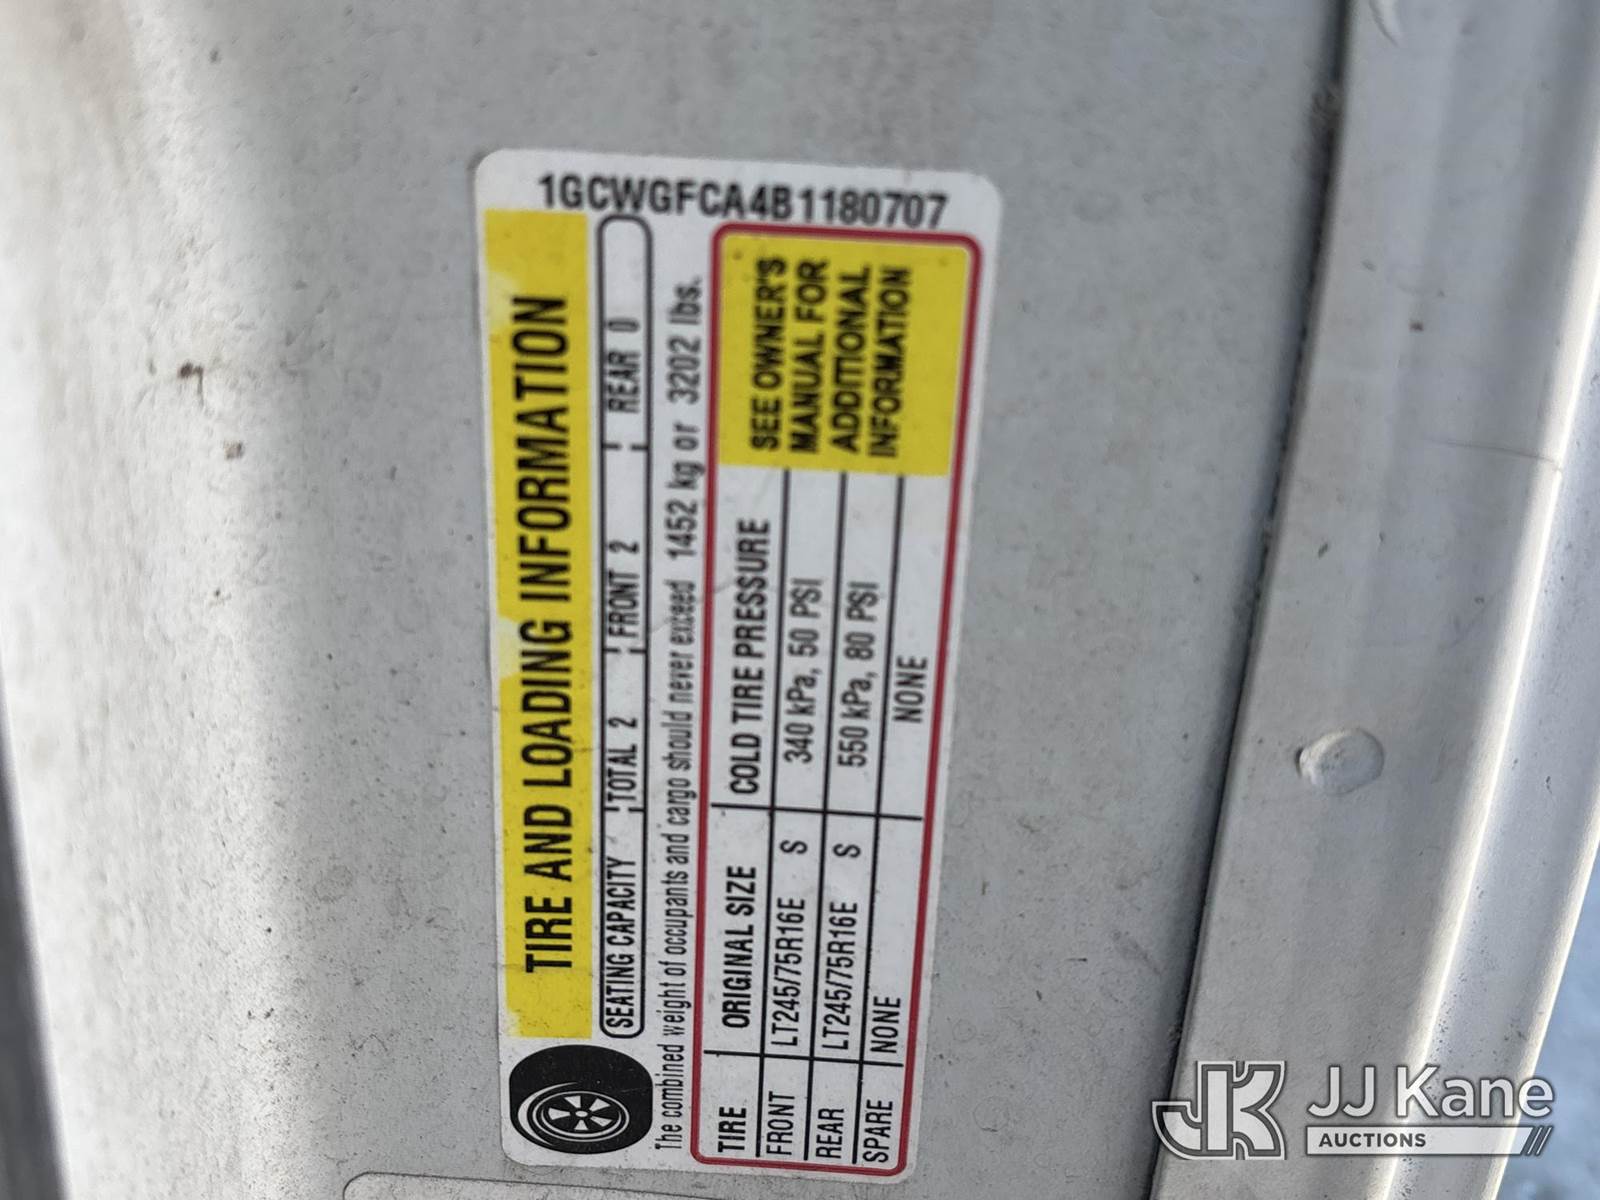 1GCWGFCA4B1180707
TIRE AND LOADING INFORMATION
SEATING CAPACITY TOTAL 2 FRONT 2 REAR 0
The combined weight of occupants and cargo should never exceed 1452 kg or 3202 lbs.
TIRE ORIGINAL SIZE COLD TIRE PRESSURE
FRONT LT245/75R16E S 340 kPa, 50 PSI
REAR LT245/75R16E S 550 kPa, 80 PSI
SPARE NONE NONE
SEE OWNER'S
MANUAL FOR
ADDITIONAL
INFORMATION
JK JJ Kane
AUCTIONS